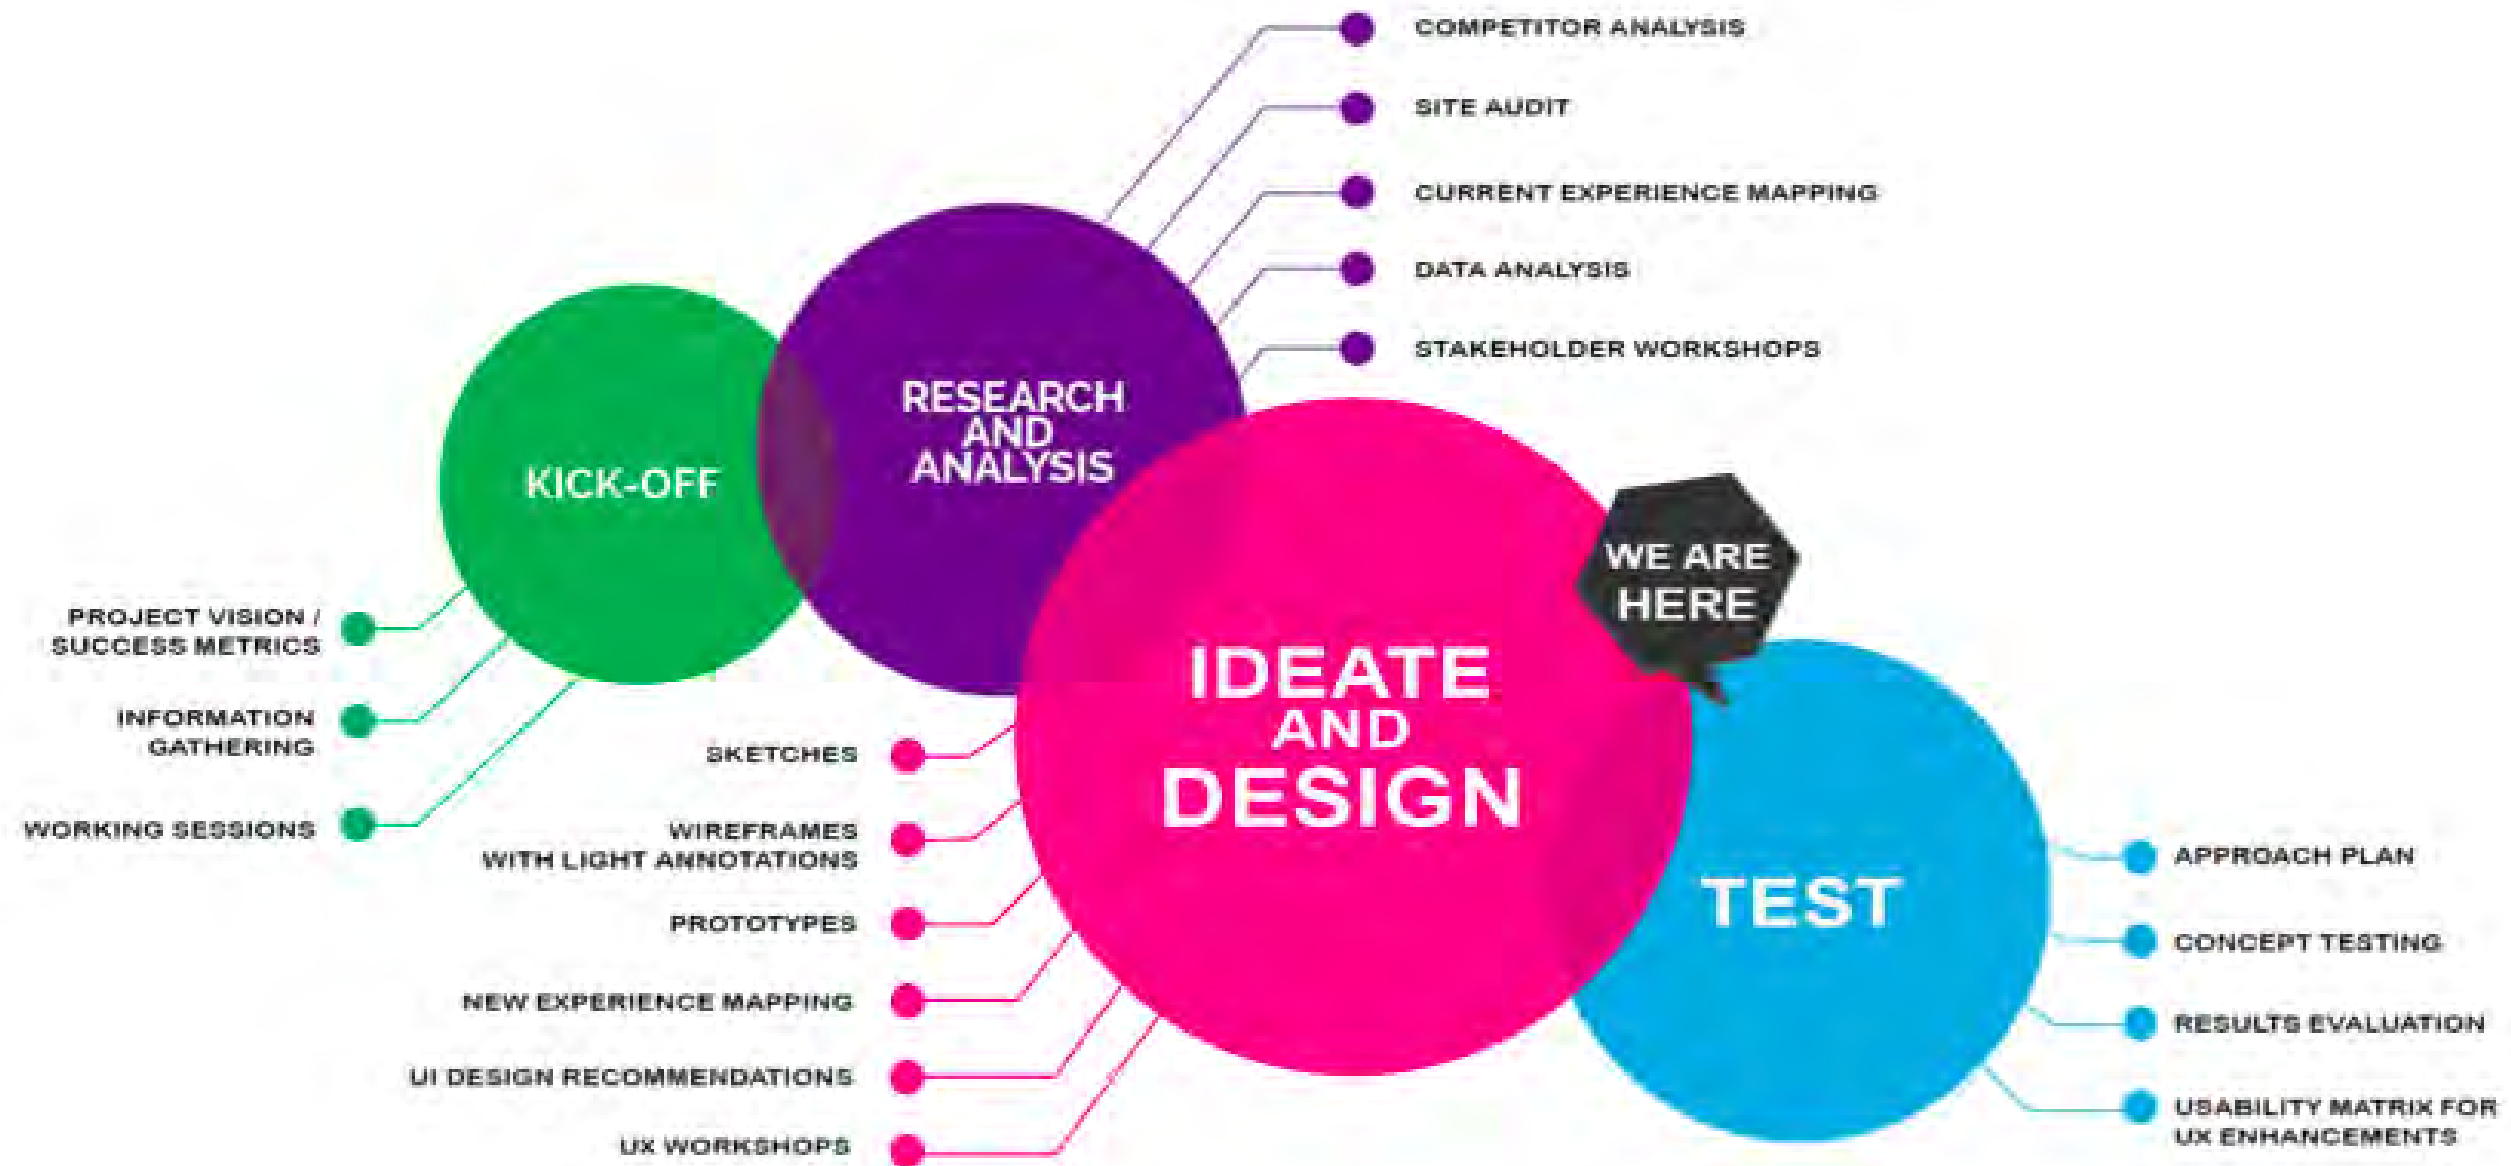 COMPETITOR ANALYSIS
SITE AUDIT
CURRENT EXPERIENCE MAPPING
DATA ANALYSIS
STAKEHOLDER WORKSHOPS
RESEARCH
AND
ANALYSIS
KICK-OFF
WE ARE
HERE
PROJECT VISION /
SUCCESS METRICS
INFORMATION
GATHERING
WORKING SESSIONS
IDEATE
AND
DESIGN
SKETCHES
WIREFRAMES
WITH LIGHT ANNOTATIONS
PROTOTYPES
NEW EXPERIENCE MAPPING
UI DESIGN RECOMMENDATIONS
UX WORKSHOPS
TEST
APPROACH PLAN
CONCEPT TESTING
RESULTS EVALUATION
USABILITY MATRIX FOR
UX ENHANCEMENTS